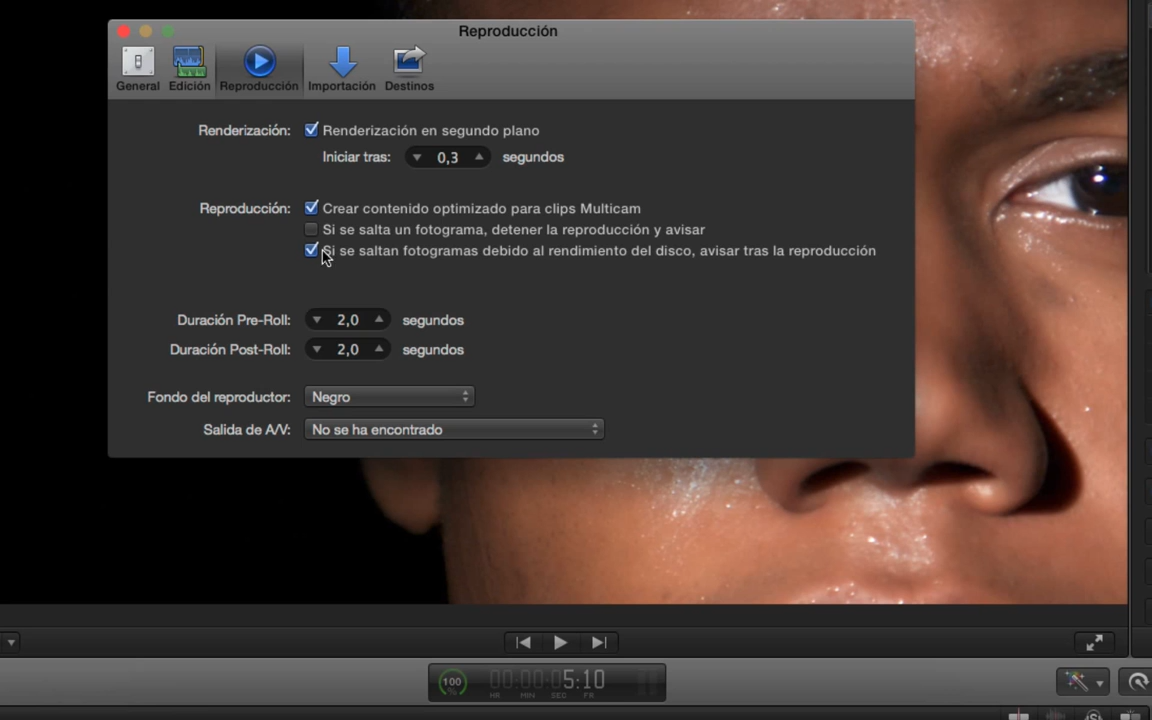 Reproducción
General Edición Reproducción Importación Destinos
Renderización: Renderización en segundo plano
Iniciar tras: 0,3 segundos
Reproducción: Crear contenido optimizado para clips Multicam
Si se salta un fotograma, detener la reproducción y avisar
Si se saltan fotogramas debido al rendimiento del disco, avisar tras la reproducción
Duración Pre-Roll: 2,0 segundos
Duración Post-Roll: 2,0 segundos
Fondo del reproductor: Negro
Salida de A/V: No se ha encontrado
100 % 00:00:05:10
HR MIN SEC FR